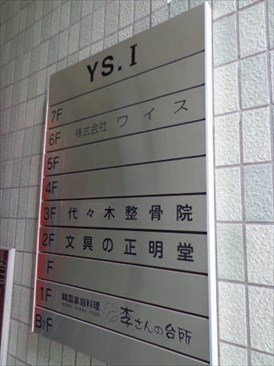 YS.I
7F
6F 株式会社 ワイス
5F
4F
3F 代々木整骨院
2F 文具の正明堂
F
1F 韓国家庭料理 李さんの台所
B1F